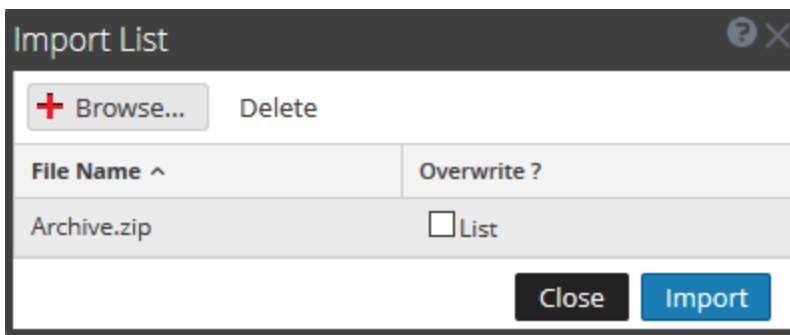 Import List
Browse... Delete
File Name Overwrite ?
Archive.zip List
Close Import